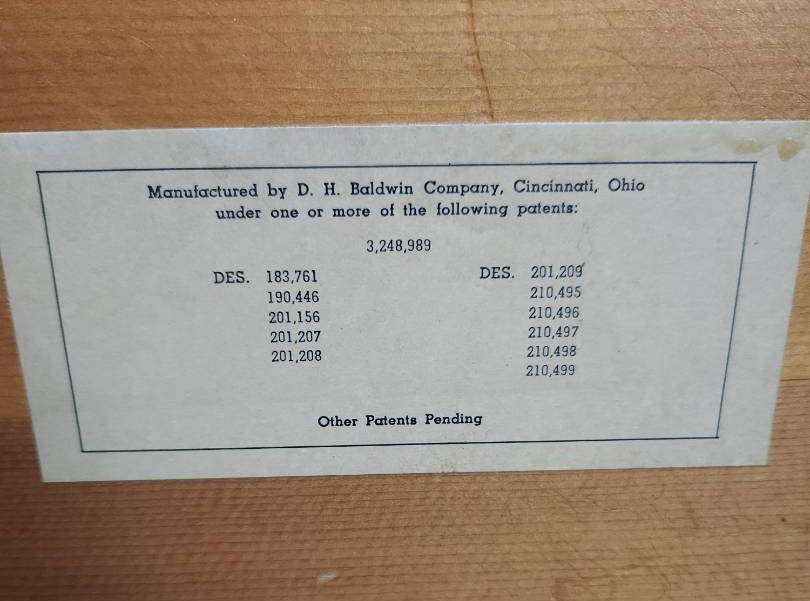 Manufactured by D. H. Baldwin Company, Cincinnati, Ohio
under one or more of the following patents:
3,248,989
DES. 183,761
190,446
201,156
201,207
201,208
DES. 201,209
210,495
210,496
210,497
210,498
210,499
Other Patents Pending